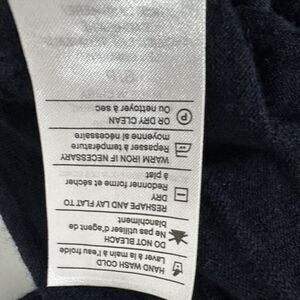 HAND WASH COLD
Laver à la main à l'eau froide
DO NOT BLEACH
Ne pas utiliser d'agent de
blanchiment
RESHAPE AND LAY FLAT TO
DRY
Redonner forme et sécher
à plat
WARM IRON IF NECESSARY
Repasser à température
moyenne si nécessaire
OR DRY CLEAN
P
Ou nettoyer à sec